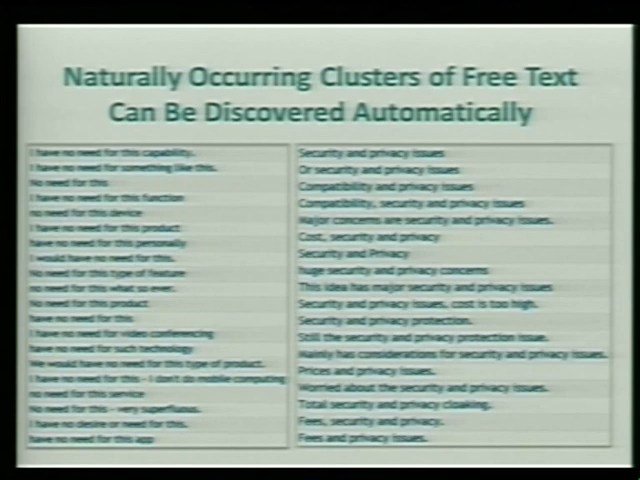 Naturally Occurring Clusters of Free Text
Can Be Discovered Automatically
I have no need for this capability.
I have no need for something like this.
No need for this
I have no need for this function
no need for this device
I have no need for this product
have no need for this personally
I would have no need for this.
No need for this type of feature
no need for this what so ever.
No need for this product
have no need for this
I have no need for video conferencing
have no need for such technology
We would have no need for this type of product.
I have no need for this - I don't do mobile computing
no need for this service
No need for this - very superfluous.
I have no desire or need for this.
have no need for this app
Security and privacy issues
Or security and privacy issues
Compatibility and privacy issues
Compatibility, security and privacy issues
Major concerns are security and privacy issues.
Cost, security and privacy
Security and Privacy
huge security and privacy concerns
This idea has major security and privacy issues
Security and privacy issues, cost is too high.
Security and privacy protection.
Still the security and privacy protection issue.
Mainly has considerations for security and privacy issues.
Prices and privacy issues.
Worried about the security and privacy issues.
Total security and privacy cloaking.
Fees, security and privacy.
Fees and privacy issues.